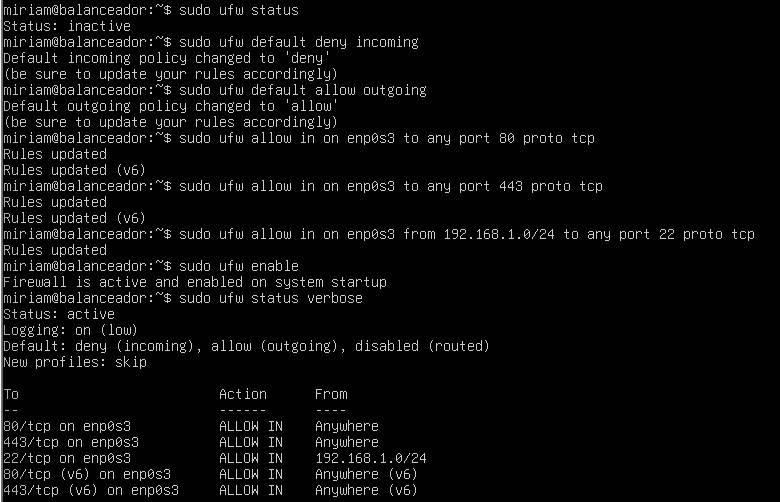 miriam@balanceador:~$ sudo ufw status
Status: inactive
miriam@balanceador:~$ sudo ufw default deny incoming
Default incoming policy changed to 'deny'
(be sure to update your rules accordingly)
miriam@balanceador:~$ sudo ufw default allow outgoing
Default outgoing policy changed to 'allow'
(be sure to update your rules accordingly)
miriam@balanceador:~$ sudo ufw allow in on enp0s3 to any port 80 proto tcp
Rules updated
Rules updated (v6)
miriam@balanceador:~$ sudo ufw allow in on enp0s3 to any port 443 proto tcp
Rules updated
Rules updated (v6)
miriam@balanceador:~$ sudo ufw allow in on enp0s3 from 192.168.1.0/24 to any port 22 proto tcp
Rules updated
miriam@balanceador:~$ sudo ufw enable
Firewall is active and enabled on system startup
miriam@balanceador:~$ sudo ufw status verbose
Status: active
Logging: on (low)
Default: deny (incoming), allow (outgoing), disabled (routed)
New profiles: skip

To                         Action      From
--                         ------      ----
80/tcp on enp0s3           ALLOW IN    Anywhere
443/tcp on enp0s3          ALLOW IN    Anywhere
22/tcp on enp0s3           ALLOW IN    192.168.1.0/24
80/tcp (v6) on enp0s3      ALLOW IN    Anywhere (v6)
443/tcp (v6) on enp0s3     ALLOW IN    Anywhere (v6)